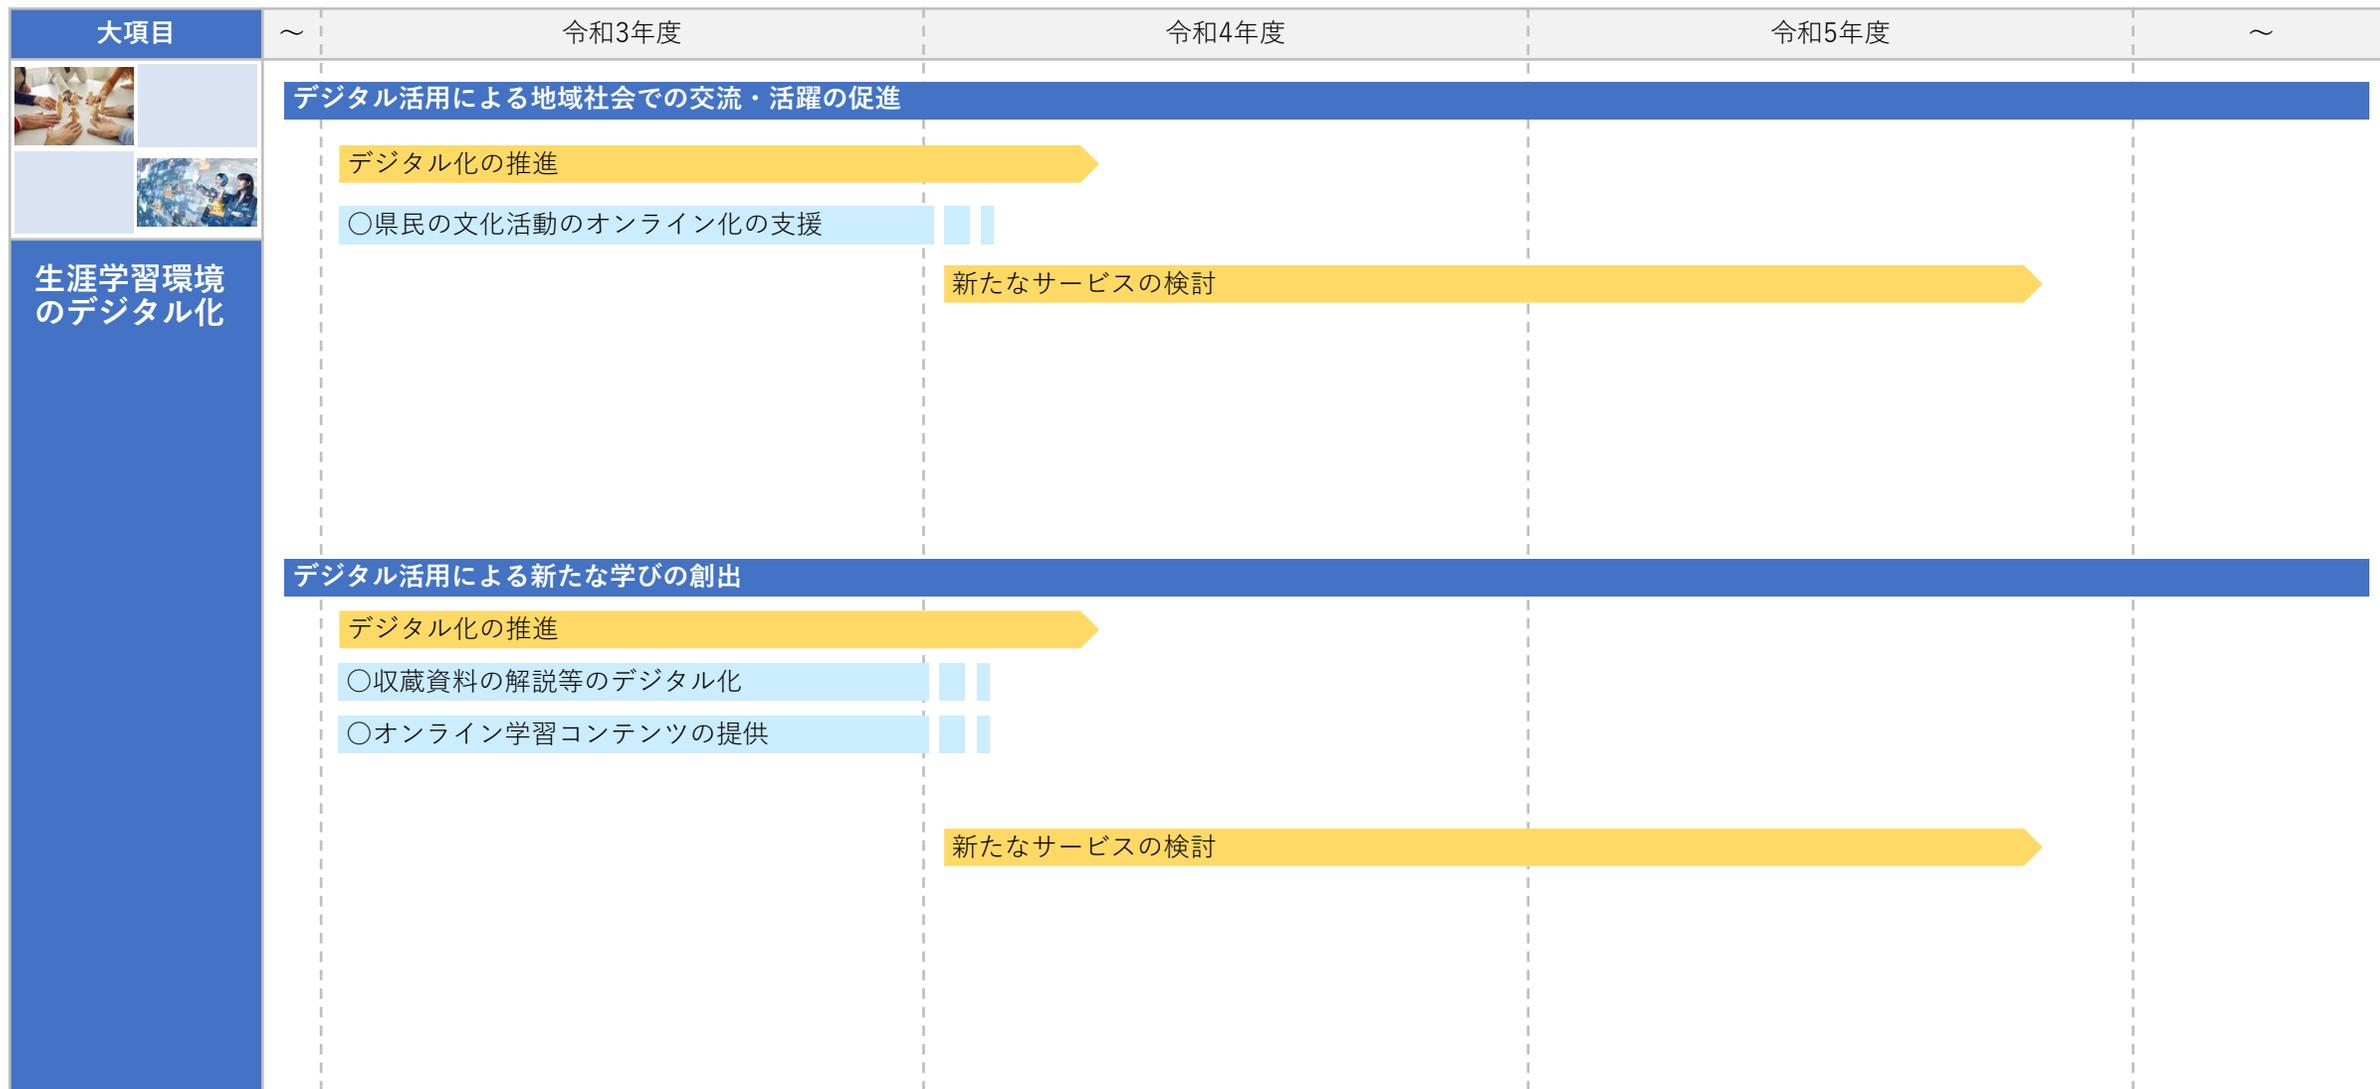 大項目
～
令和3年度
令和4年度
令和5年度
～
生涯学習環境
のデジタル化
デジタル活用による地域社会での交流・活躍の促進
デジタル化の推進
〇県民の文化活動のオンライン化の支援
新たなサービスの検討
デジタル活用による新たな学びの創出
デジタル化の推進
〇収蔵資料の解説等のデジタル化
〇オンライン学習コンテンツの提供
新たなサービスの検討